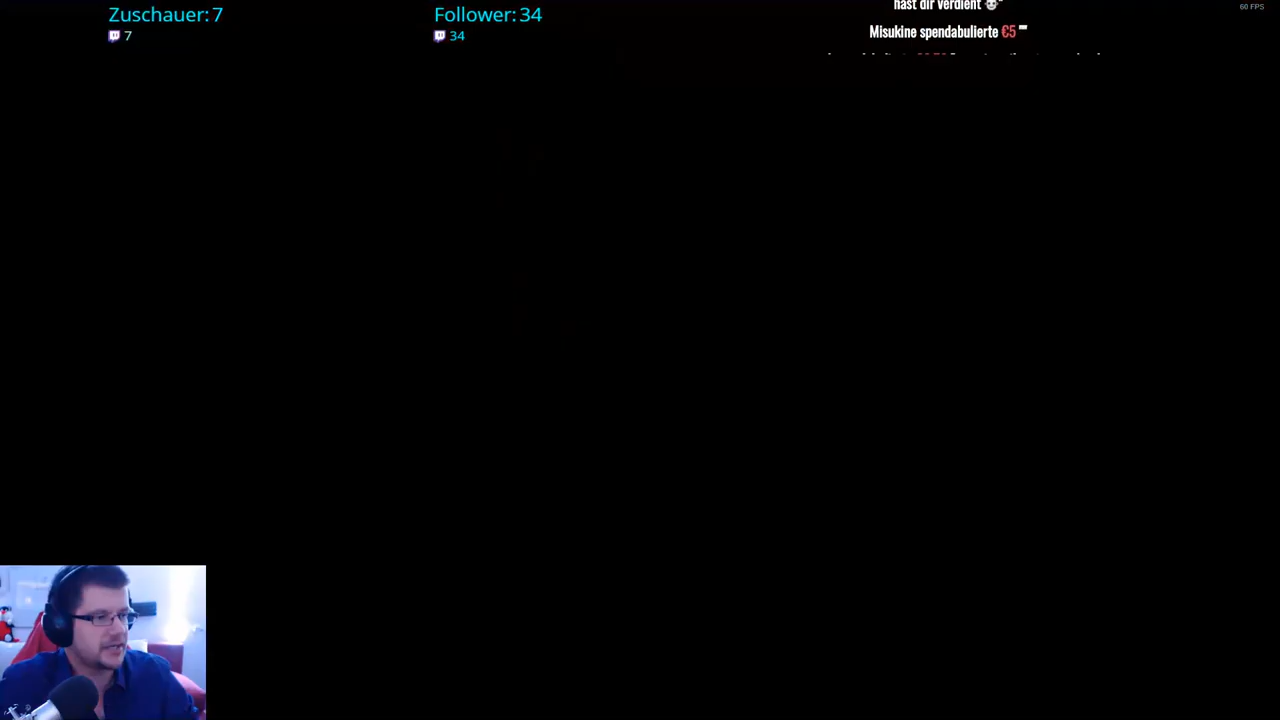 Zuschauer: 7
7
Follower: 34
34
hast dir verdient
Misukine spendabulierte €5
60 FPS